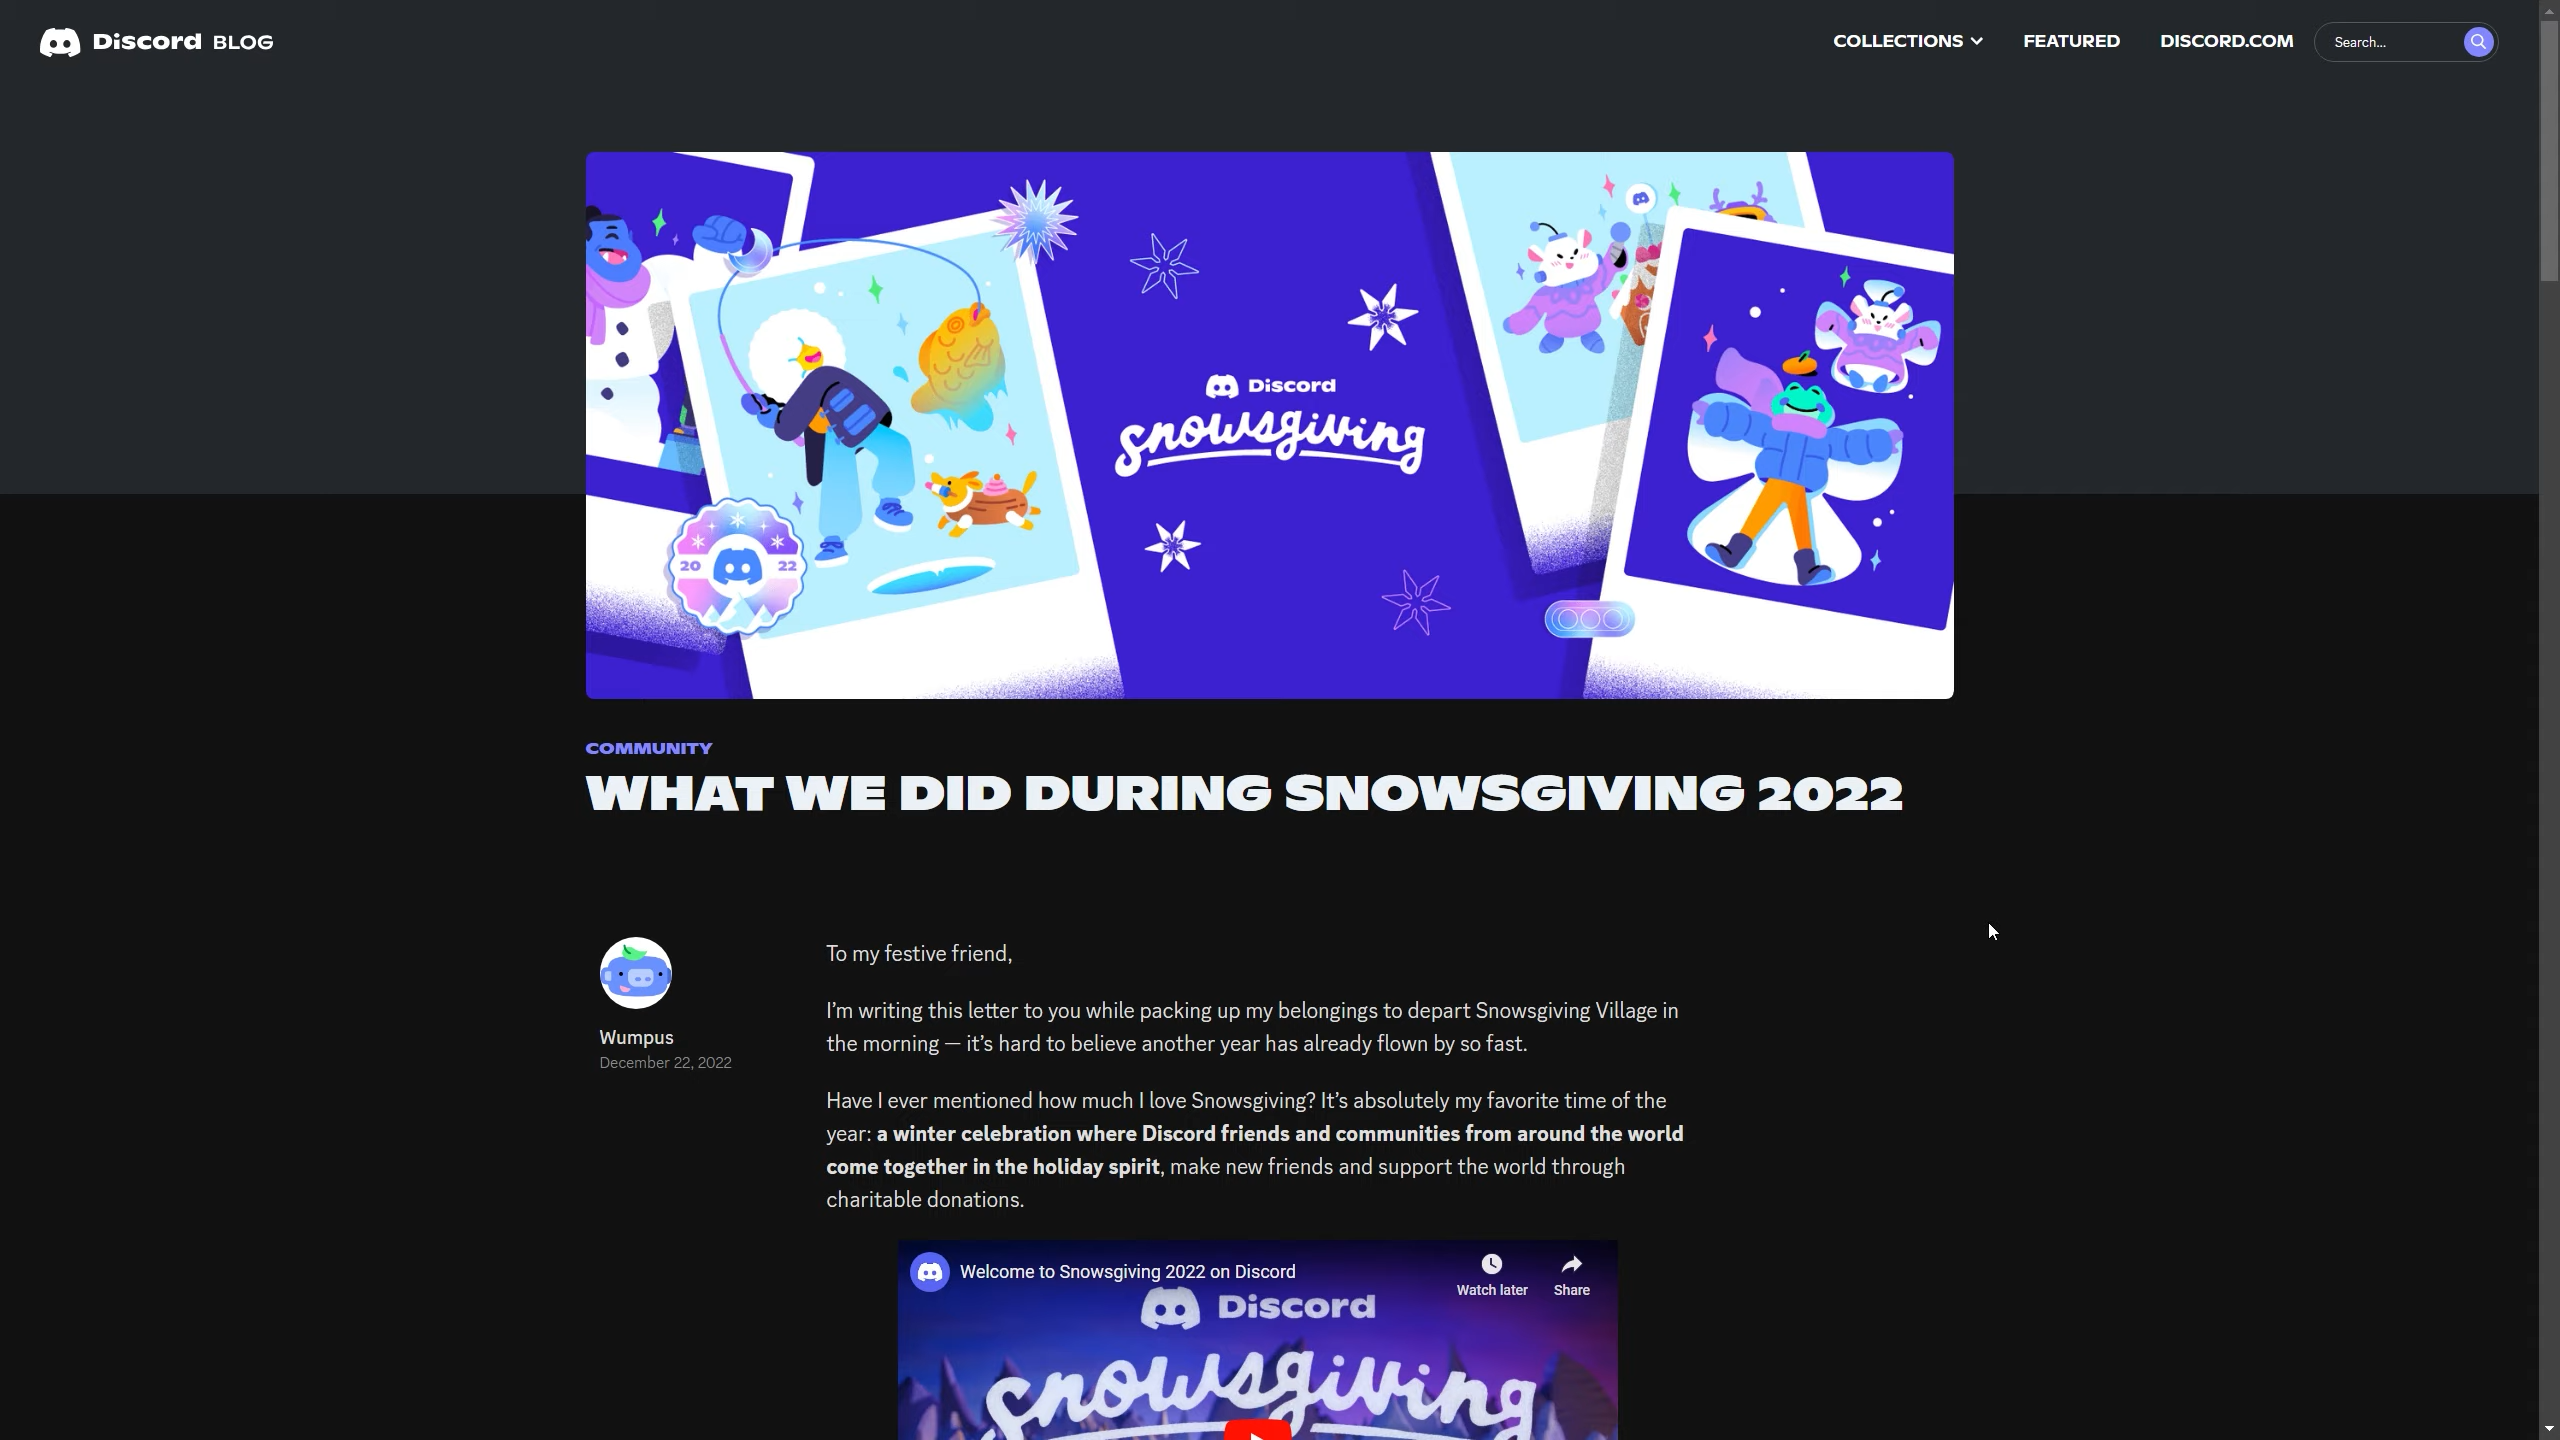 Discord BLOG
COLLECTIONS
FEATURED
DISCORD.COM
Search...
Discord
Snowsgiving
20 22
COMMUNITY
WHAT WE DID DURING SNOWSGIVING 2022
Wumpus
December 22, 2022
To my festive friend,
I’m writing this letter to you while packing up my belongings to depart Snowsgiving Village in
the morning — it’s hard to believe another year has already flown by so fast.
Have I ever mentioned how much I love Snowsgiving? It’s absolutely my favorite time of the
year: a winter celebration where Discord friends and communities from around the world
come together in the holiday spirit, make new friends and support the world through
charitable donations.
Welcome to Snowsgiving 2022 on Discord
Watch later
Share
Discord
Snowsgiving